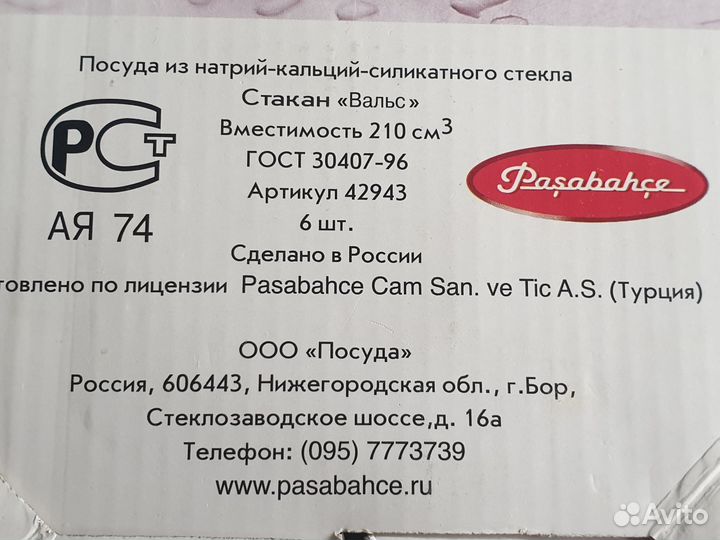 Посуда из натрий-кальций-силикатного стекла
Стакан «Вальс»
Вместимость 210 см³
ГОСТ 30407-96
Артикул 42943
6 шт.
Сделано в России
товлено по лицензии Pasabahce Cam San. ve Tic A.S. (Турция)
РСТ
АЯ 74
Paşabahçe
ООО «Посуда»
Россия, 606443, Нижегородская обл., г.Бор,
Стеклозаводское шоссе,д. 16а
Телефон: (095) 7773739
www.pasabahce.ru
Avito